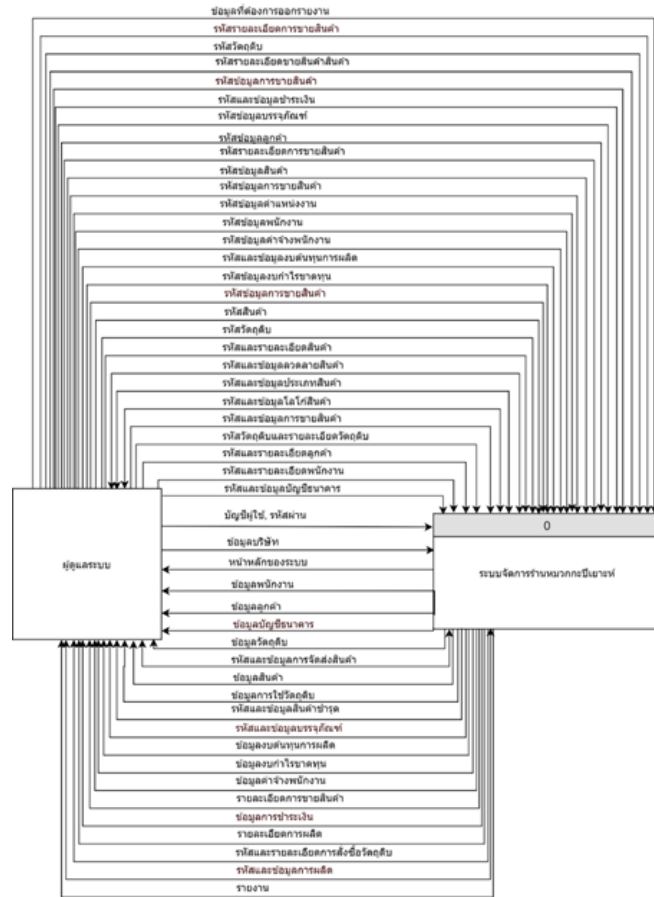 ข้อมูลที่ต้องการออกรายงาน
รหัสรายละเอียดการขายสินค้า
รหัสวัตถุดิบ
รหัสรายละเอียดขายสินค้าสินค้า
รหัสข้อมูลการขายสินค้า
รหัสและข้อมูลชำระเงิน
รหัสข้อมูลบรรจุภัณฑ์
รหัสข้อมูลลูกค้า
รหัสรายละเอียดการขายสินค้า
รหัสข้อมูลสินค้า
รหัสข้อมูลการขายสินค้า
รหัสข้อมูลตำแหน่งงาน
รหัสข้อมูลพนักงาน
รหัสข้อมูลค่าจ้างพนักงาน
รหัสและข้อมูลงบต้นทุนการผลิต
รหัสข้อมูลงบกำไรขาดทุน
รหัสข้อมูลการขายสินค้า
รหัสสินค้า
รหัสวัตถุดิบ
รหัสและรายละเอียดสินค้า
รหัสและข้อมูลลวดลายสินค้า
รหัสและข้อมูลประเภทสินค้า
รหัสและข้อมูลโลโก้สินค้า
รหัสและข้อมูลการขายสินค้า
รหัสวัตถุดิบและรายละเอียดวัตถุดิบ
รหัสและรายละเอียดลูกค้า
รหัสและรายละเอียดพนักงาน
รหัสและข้อมูลบัญชีธนาคาร
บัญชีผู้ใช้, รหัสผ่าน
0
ข้อมูลบริษัท
ผู้ดูแลระบบ
หน้าหลักของระบบ
ระบบจัดการร้านหมวกกะปิเยาะห์
ข้อมูลพนักงาน
ข้อมูลลูกค้า
ข้อมูลบัญชีธนาคาร
ข้อมูลวัตถุดิบ
รหัสและข้อมูลการจัดส่งสินค้า
ข้อมูลสินค้า
ข้อมูลการใช้วัตถุดิบ
รหัสและข้อมูลสินค้าชำรุด
รหัสและข้อมูลบรรจุภัณฑ์
ข้อมูลงบต้นทุนการผลิต
ข้อมูลงบกำไรขาดทุน
ข้อมูลค่าจ้างพนักงาน
รายละเอียดการขายสินค้า
ข้อมูลการชำระเงิน
รายละเอียดการผลิต
รหัสและรายละเอียดการสั่งซื้อวัตถุดิบ
รหัสและข้อมูลการผลิต
รายงาน